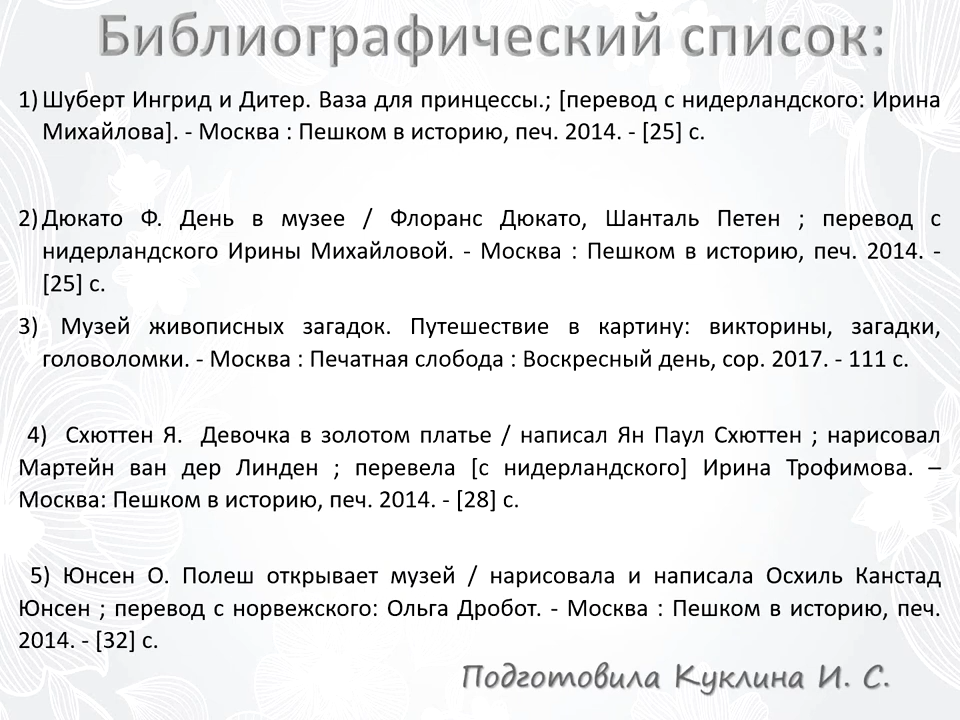 Библиографический список:
1) Шуберт Ингрид и Дитер. Ваза для принцессы.; [перевод с нидерландского: Ирина
Михайлова]. - Москва : Пешком в историю, печ. 2014. - [25] с.
2) Дюкато Ф. День в музее / Флоранс Дюкато, Шанталь Петен ; перевод с
нидерландского Ирины Михайловой. - Москва : Пешком в историю, печ. 2014. -
[25] с.
3) Музей живописных загадок. Путешествие в картину: викторины, загадки,
головоломки. - Москва : Печатная слобода : Воскресный день, сор. 2017. - 111 с.
4) Схюттен Я. Девочка в золотом платье / написал Ян Паул Схюттен ; нарисовал
Мартейн ван дер Линден ; перевела [с нидерландского] Ирина Трофимова. –
Москва: Пешком в историю, печ. 2014. - [28] с.
5) Юнсен О. Полеш открывает музей / нарисовала и написала Осхиль Канстад
Юнсен ; перевод с норвежского: Ольга Дробот. - Москва : Пешком в историю, печ.
2014. - [32] с.
Подготовила Куклина И. С.